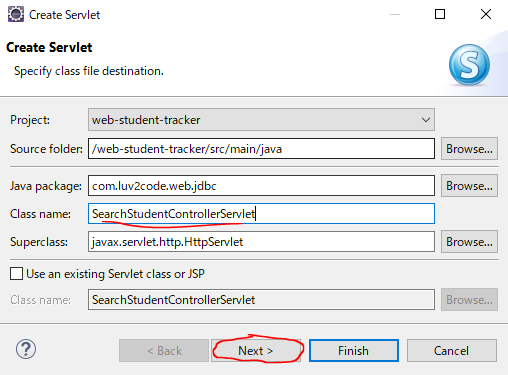 Create Servlet
Create Servlet
Specify class file destination.
S
Project: web-student-tracker
Source folder: /web-student-tracker/src/main/java Browse...
Java package: com.luv2code.web.jdbc Browse...
Class name: SearchStudentControllerServlet
Superclass: javax.servlet.http.HttpServlet Browse...
Use an existing Servlet class or JSP
Class name: SearchStudentControllerServlet Browse...
? < Back Next > Finish Cancel